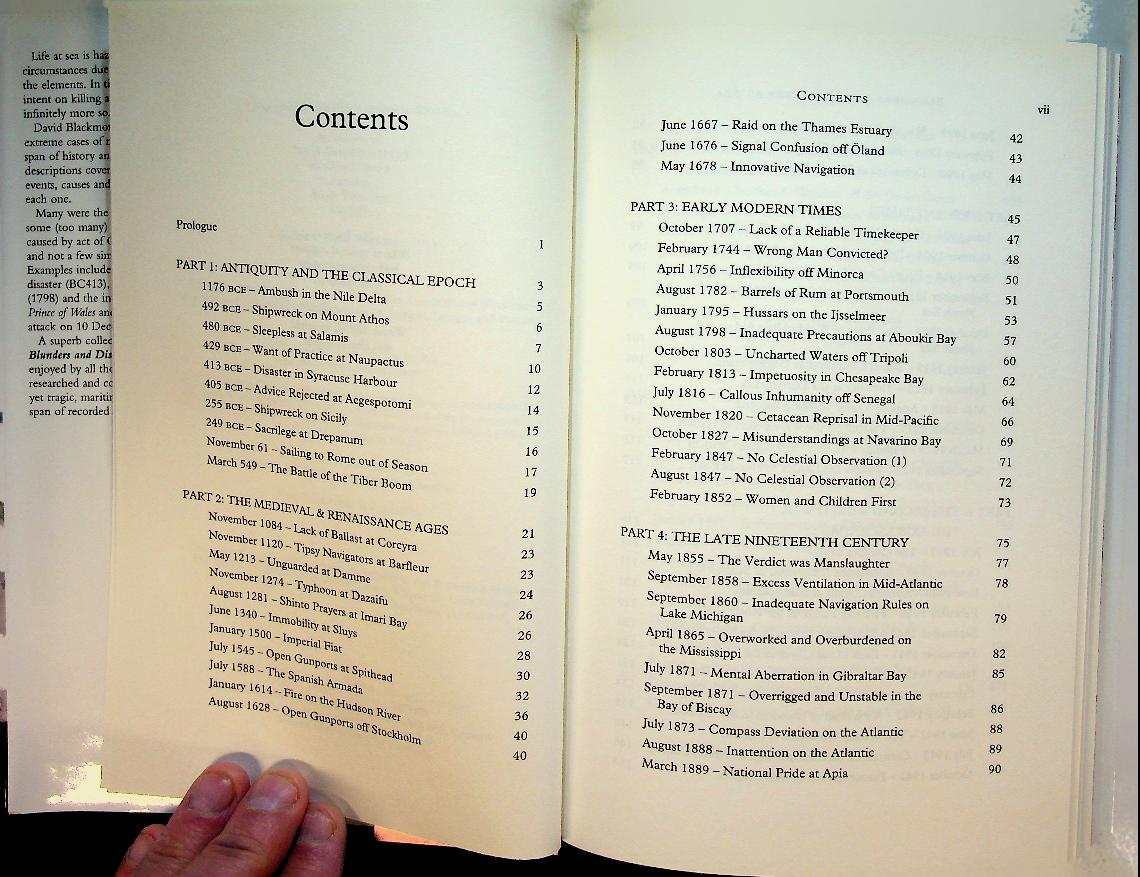 Life at sea is
circumstances due
the elements. In
intent on killing
infinitely more so.
David
extreme cases of
span of history
descriptions
events, causes and
each one.
Many were the
some (too many)
caused by act of
and not a few
Examples include
disaster (BC413),
(1798) and the
Prince of Wales
attack on 10
A superb
Blunders and
enjoyed by all
researched and
yet tragic,
span of recorded
Contents
Prologue 1
PART 1: ANTIQUITY AND THE CLASSICAL EPOCH 3
1176 BCE – Ambush in the Nile Delta 5
492 BCE – Shipwreck on Mount Athos 6
480 BCE – Sleepless at Salamis 7
429 BCE – Want of Practice at Naupactus 10
413 BCE – Disaster in Syracuse Harbour 12
405 BCE – Advice Rejected at Aegespotomi 14
255 BCE – Shipwreck on Sicily 15
249 BCE – Sacrilege at Drepanum 16
November 61 – Sailing to Rome out of Season 17
March 549 – The Battle of the Tiber Boom 19
PART 2: THE MEDIEVAL & RENAISSANCE AGES 21
November 1084 – Lack of Ballast at Corcyra 23
November 1120 – Tipsy Navigators at Barfleur 23
May 1213 – Unguarded at Damme 24
November 1274 – Typhoon at Dazaifu 26
August 1281 – Shinto Prayers at Imari Bay 26
June 1340 – Immobility at Sluys 28
January 1500 – Imperial Fiat 30
July 1545 – Open Gunports at Spithead 32
July 1588 – The Spanish Armada 36
January 1614 – Fire on the Hudson River 40
August 1628 – Open Gunports off Stockholm 40
CONTENTS vii
June 1667 – Raid on the Thames Estuary 42
June 1676 – Signal Confusion off Öland 43
May 1678 – Innovative Navigation 44
PART 3: EARLY MODERN TIMES 45
October 1707 – Lack of a Reliable Timekeeper 47
February 1744 – Wrong Man Convicted? 48
April 1756 – Inflexibility off Minorca 50
August 1782 – Barrels of Rum at Portsmouth 51
January 1795 – Hussars on the Ijsselmeer 53
August 1798 – Inadequate Precautions at Aboukir Bay 57
October 1803 – Uncharted Waters off Tripoli 60
February 1813 – Impetuosity in Chesapeake Bay 62
July 1816 – Callous Inhumanity off Senegal 64
November 1820 – Cetacean Reprisal in Mid-Pacific 66
October 1827 – Misunderstandings at Navarino Bay 69
February 1847 – No Celestial Observation (1) 71
August 1847 – No Celestial Observation (2) 72
February 1852 – Women and Children First 73
PART 4: THE LATE NINETEENTH CENTURY 75
May 1855 – The Verdict was Manslaughter 77
September 1858 – Excess Ventilation in Mid-Atlantic 78
September 1860 – Inadequate Navigation Rules on
Lake Michigan 79
April 1865 – Overworked and Overburdened on
the Mississippi 82
July 1871 – Mental Aberration in Gibraltar Bay 85
September 1871 – Overrigged and Unstable in the
Bay of Biscay 86
July 1873 – Compass Deviation on the Atlantic 88
August 1888 – Inattention on the Atlantic 89
March 1889 – National Pride at Apia 90